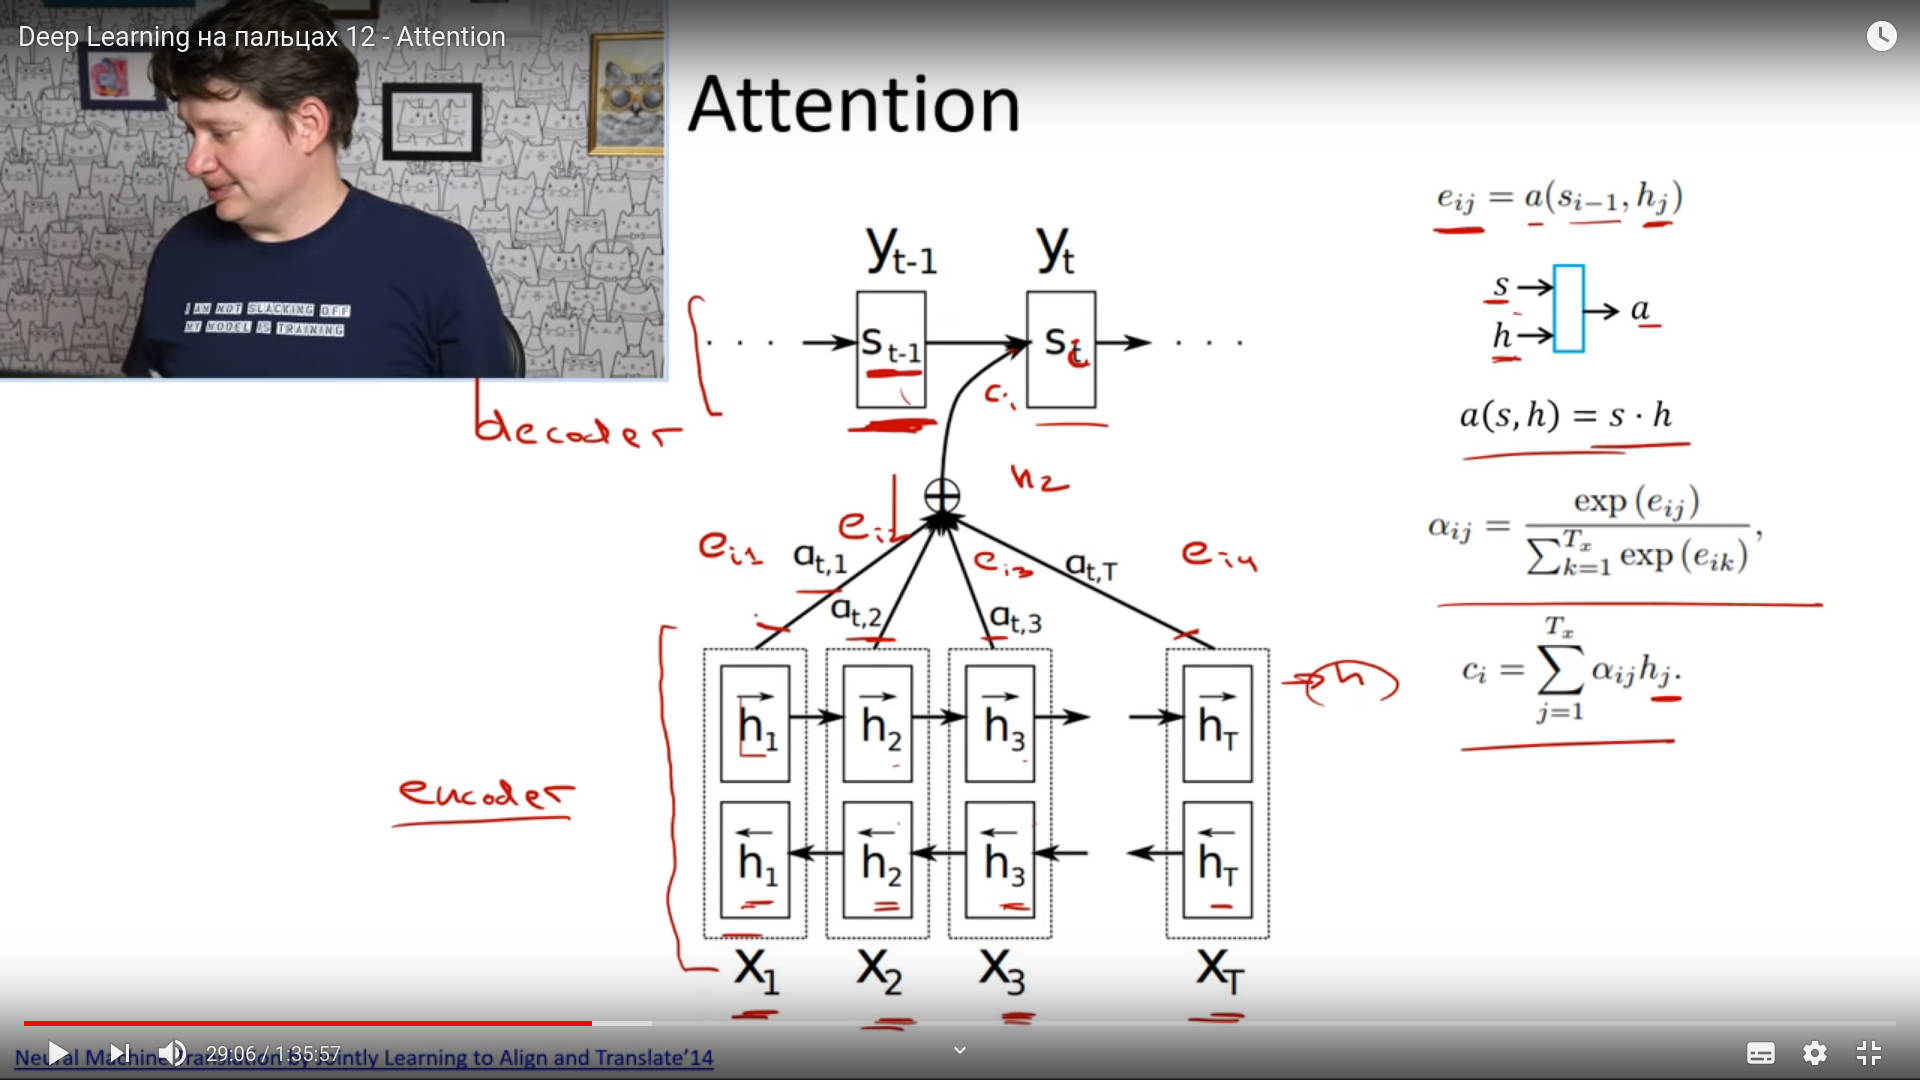 Deep Learning на пальцах 12 - Attention
Attention
I AM NOT SLACKING OFF
MY MODEL IS TRAINING
y_{t-1} y_t
s_{t-1} s_t
c_i
decoder
h_2
e_{i1} e_{i2} e_{i3} e_{i4}
a_{t,1} a_{t,2} a_{t,3} a_{t,T}
encoder
\overrightarrow{h}_1 \overrightarrow{h}_2 \overrightarrow{h}_3 \overrightarrow{h}_T
h
\overleftarrow{h}_1 \overleftarrow{h}_2 \overleftarrow{h}_3 \overleftarrow{h}_T
x_1 x_2 x_3 x_T
e_{ij} = a(s_{i-1}, h_j)
s
h
a
a(s, h) = s · h
α_{ij} = \frac{exp (e_{ij})}{\sum_{k=1}^{T_x} exp (e_{ik})},
c_i = \sum_{j=1}^{T_x} α_{ij} h_j.
29:06 / 1:35:57
Neural Machine Translation by Jointly Learning to Align and Translate'14